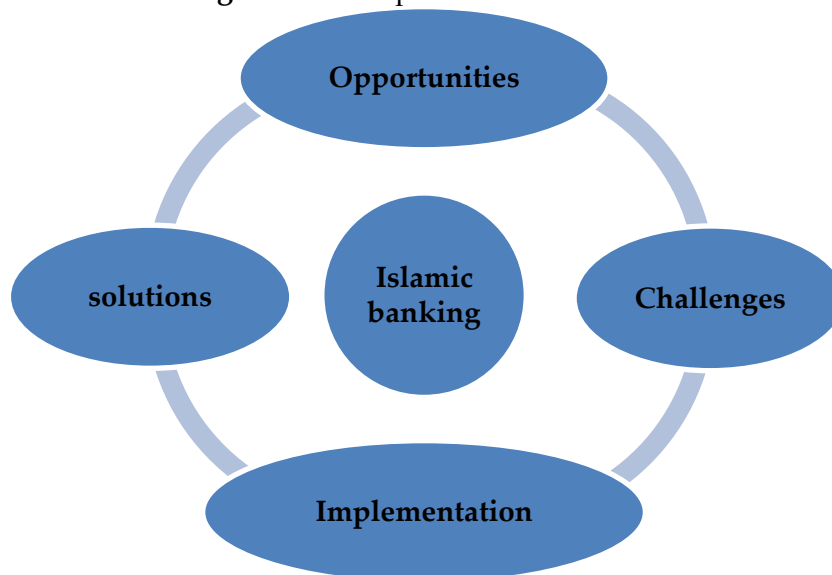 Opportunities
solutions
Islamic
banking
Challenges
Implementation